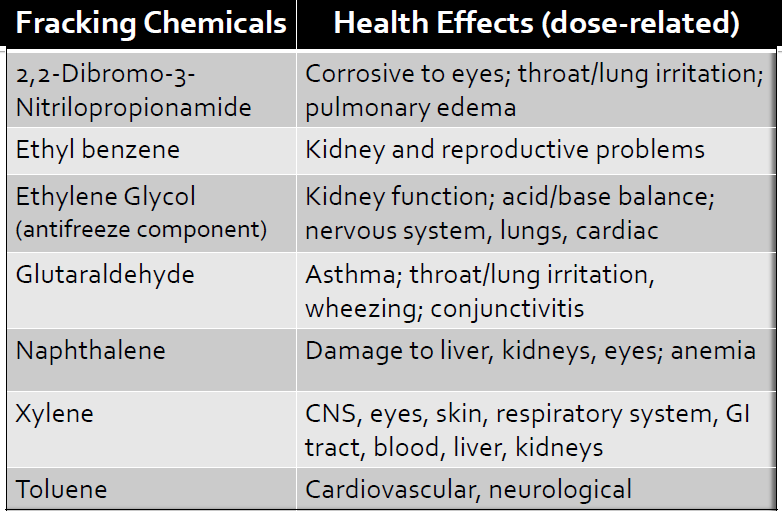 Fracking Chemicals
Health Effects (dose-related)
2,2-Dibromo-3-
Nitrilopropionamide
Corrosive to eyes; throat/lung irritation;
pulmonary edema
Ethyl benzene
Kidney and reproductive problems
Ethylene Glycol
(antifreeze component)
Kidney function; acid/base balance;
nervous system, lungs, cardiac
Glutaraldehyde
Asthma; throat/lung irritation,
wheezing; conjunctivitis
Naphthalene
Damage to liver, kidneys, eyes; anemia
Xylene
CNS, eyes, skin, respiratory system, GI
tract, blood, liver, kidneys
Toluene
Cardiovascular, neurological